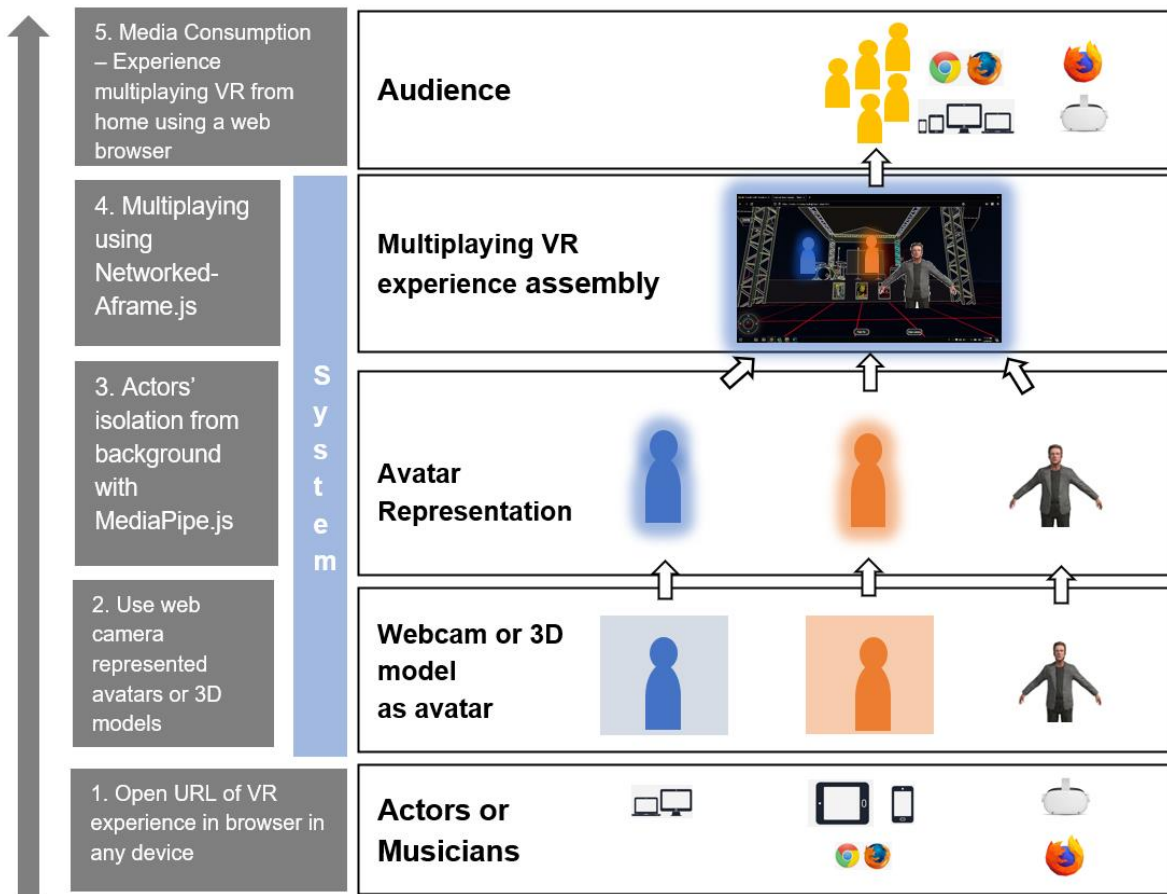 5. Media Consumption
– Experience
multiplaying VR from
home using a web
browser
Audience
4. Multiplaying
using
Networked-
Aframe.js
Multiplaying VR
experience assembly
3. Actors’
isolation from
background
with
MediaPipe.js
System
Avatar
Representation
2. Use web
camera
represented
avatars or 3D
models
Webcam or 3D
model
as avatar
1. Open URL of VR
experience in browser in
any device
Actors or
Musicians